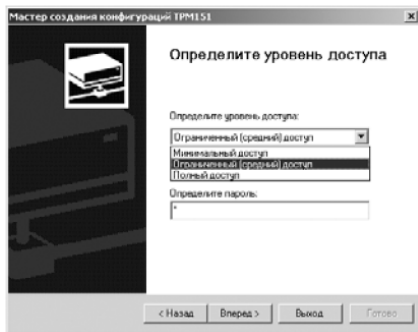 Мастер создания конфигураций ТРМ151
Определите уровень доступа
Определите уровень доступа:
Ограниченный (средний) доступ
Минимальный доступ
Ограниченный (средний) доступ
Полный доступ
Определите пароль:
*
< Назад Вперед > Выход Готово